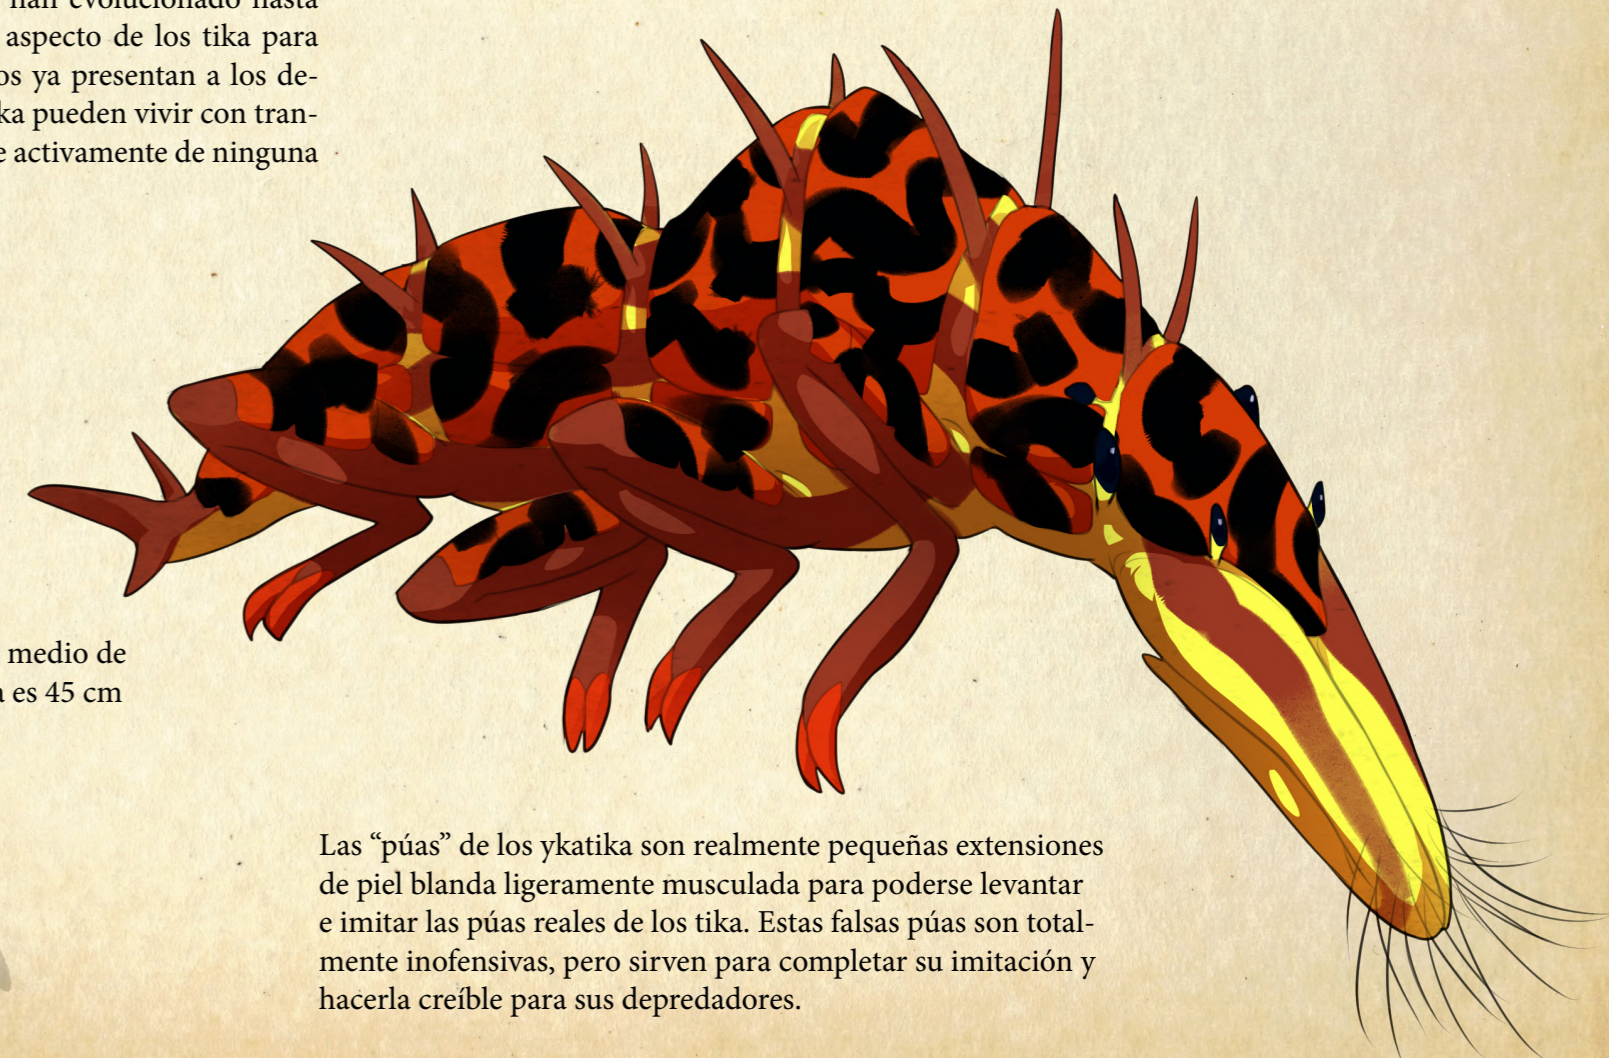 han evolucionado hasta
aspecto de los tika para
os ya presentan a los de-
ka pueden vivir con tran-
e activamente de ninguna
medio de
a es 45 cm
Las “púas” de los ykatika son realmente pequeñas extensiones
de piel blanda ligeramente musculada para poderse levantar
e imitar las púas reales de los tika. Estas falsas púas son total-
mente inofensivas, pero sirven para completar su imitación y
hacerla creíble para sus depredadores.